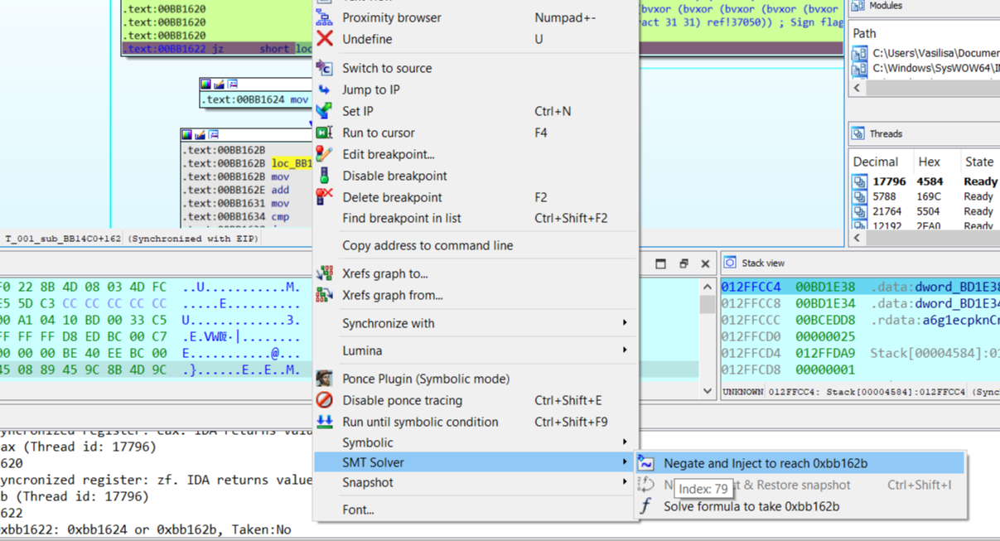 .text:00BB1620
.text:00BB1620
.text:00BB1620
.text:00BB1622 jz short loc
(bvxor (bvxor (bvxor (bvxor (bvxor
act 31 31) ref!37050)) ; Sign flag
.text:00BB1624 mov
.text:00BB162B
.text:00BB162B loc_BB1
.text:00BB162B mov
.text:00BB162E add
.text:00BB1631 mov
.text:00BB1634 cmp
T_001_sub_BB14C0+162 (Synchronized with EIP)
Proximity browser Numpad+-
Undefine U
Switch to source
Jump to IP
Set IP Ctrl+N
Run to cursor F4
Edit breakpoint...
Disable breakpoint
Delete breakpoint F2
Find breakpoint in list Ctrl+Shift+F2
Copy address to command line
Xrefs graph to...
Xrefs graph from...
Synchronize with
Lumina
Ponce Plugin (Symbolic mode)
Disable ponce tracing Ctrl+Shift+E
Run until symbolic condition Ctrl+Shift+F9
Symbolic
SMT Solver
Snapshot
Font...
Negate and Inject to reach 0xbb162b
& Restore snapshot Ctrl+Shift+I
Index: 79
Solve formula to take 0xbb162b
Modules
Path
C:\Users\Vasilisa\Documen
C:\Windows\SysWOW64\I
Threads
Decimal Hex State
17796 4584 Ready
5788 169C Ready
21764 5504 Ready
12192 2FA0 Ready
F0 22 8B 4D 08 03 4D FC ..U...........M.
E5 5D C3 CC CC CC CC CC .....E..........
00 A1 04 10 BD 00 33 C5 U.............3.
FF FF FF D8 ED BC 00 C7
00 00 00 BE 40 EE BC 00 E...........@...
45 08 89 45 9C 8B 4D 9C .}......E..E..M.
Stack view
012FFCC4 00BD1E38 .data:dword_BD1E38
012FFCC8 00BD1E34 .data:dword_BD1E34
012FFCCC 00BCEDD8 .rdata:a6g1ecpknCr
012FFCD0 00000025
012FFCD4 012FFDA9 Stack[00004584]:01
012FFCD8 00000001
UNKNOWN 012FFCC4: Stack[00004584]:012FFCC4 (Sync
yncronized register: eax. IDA returns valu
ax (Thread id: 17796)
620
yncronized register: zf. IDA returns value
b (Thread id: 17796)
622
xbb1622: 0xbb1624 or 0xbb162b, Taken:No